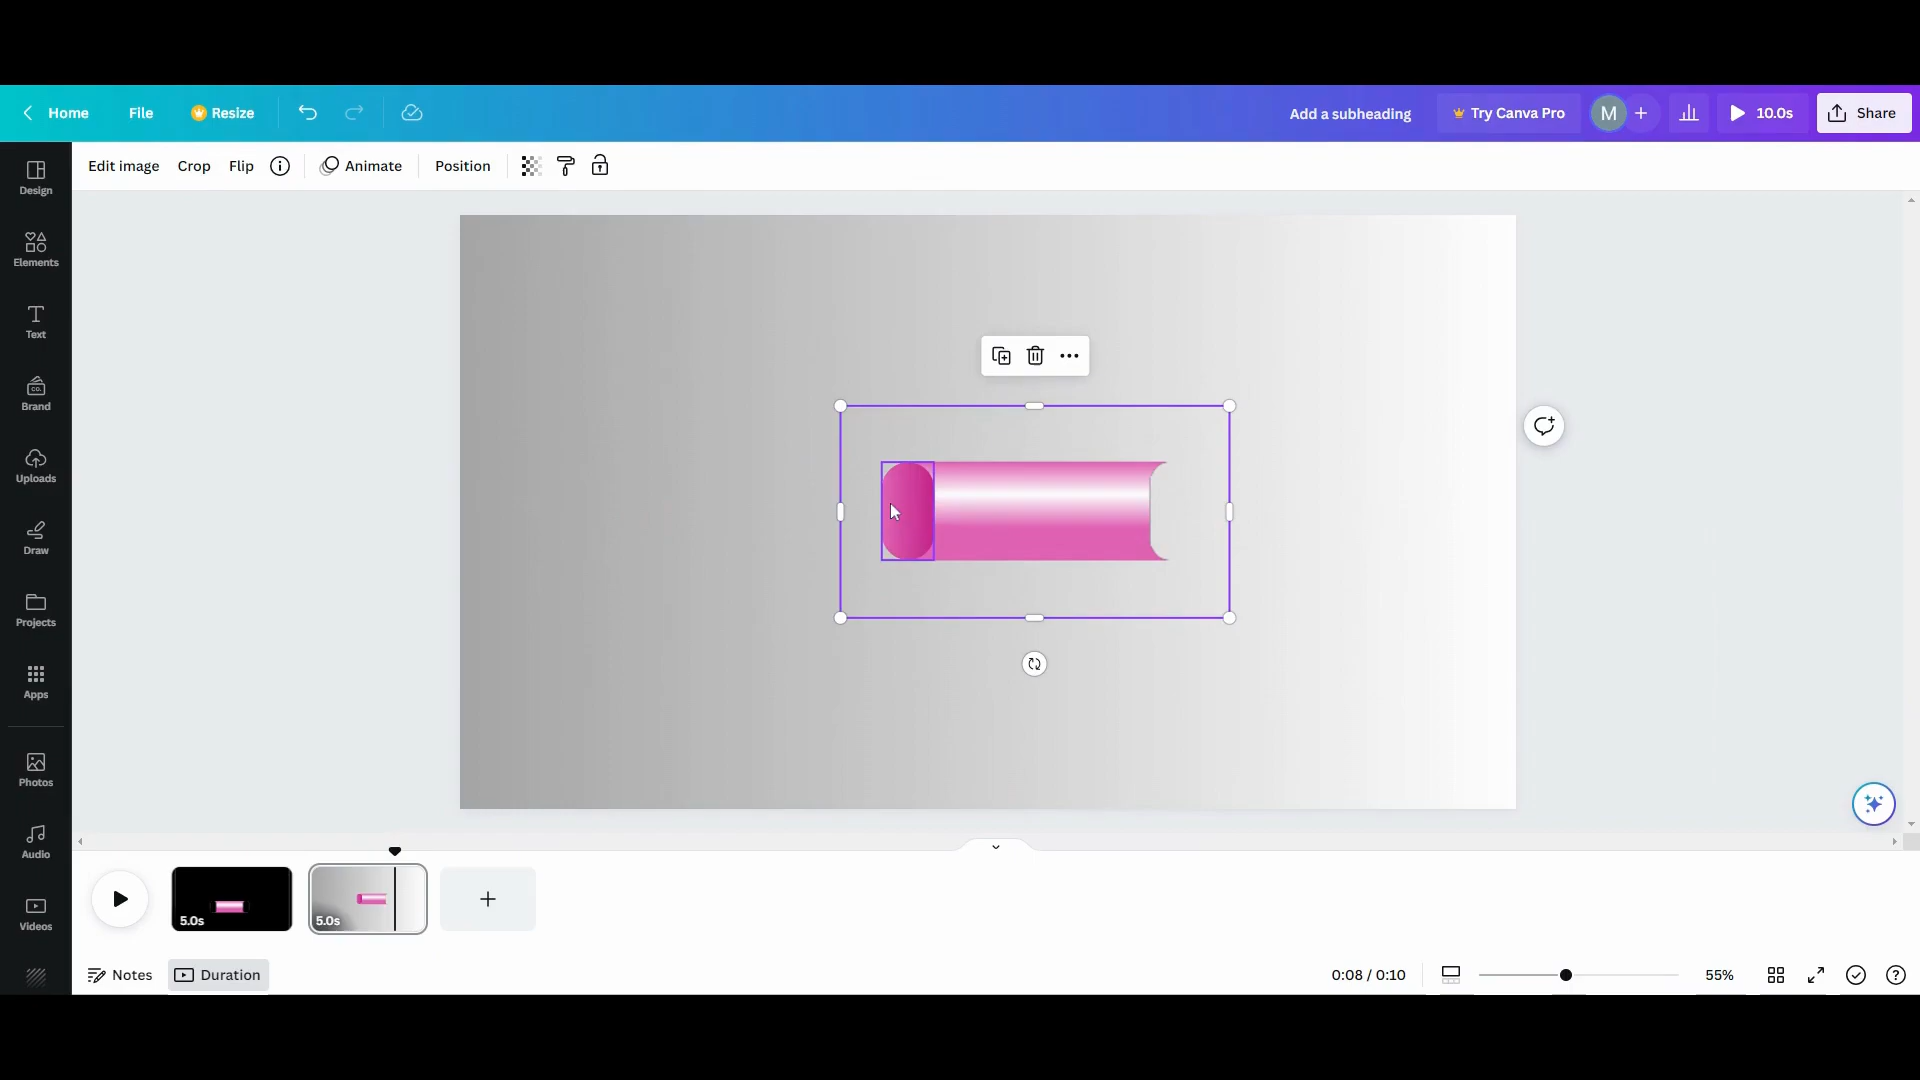 Home File Resize Add a subheading Try Canva Pro M 10.0s Share
Edit image Crop Flip Animate Position
Design
Elements
Text
CO.
Brand
Uploads
Draw
Projects
Apps
Photos
Audio
Videos
5.0s 5.0s
Notes Duration 0:08 / 0:10 55%